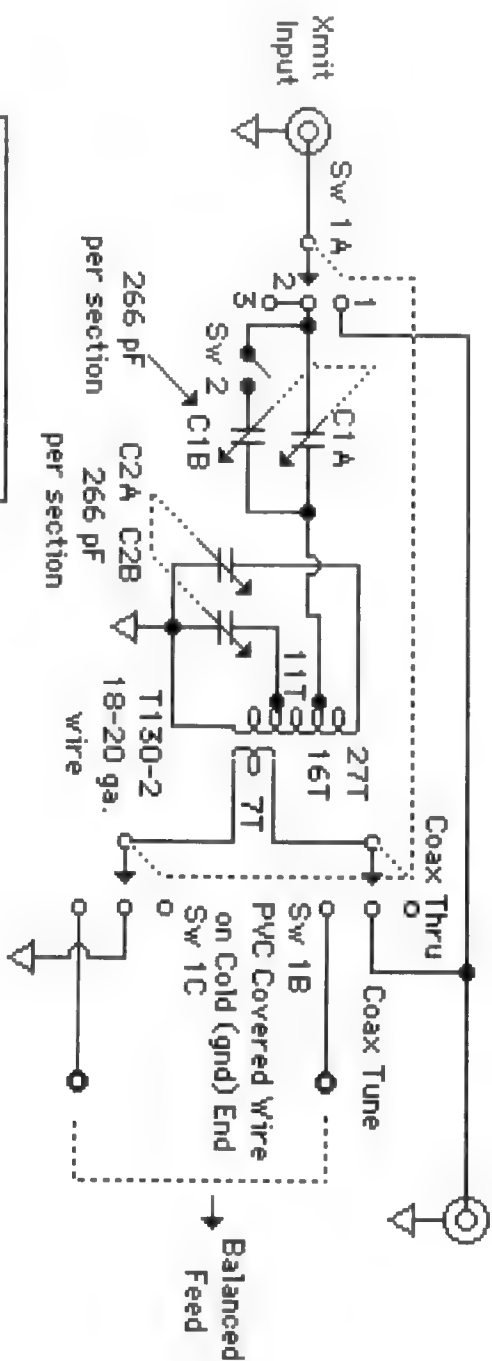 Xmit
Input
Sw 1A
1
2
3
Sw 2
C1A
C1B
266 pF
per section
C2A C2B
266 pF
per section
11T
16T
27T
7T
T130-2
18-20 ga.
wire
Coax Thru
Coax Tune
Sw 1B
PVC Covered Wire
on Cold (gnd) End
Sw 1C
Balanced
Feed